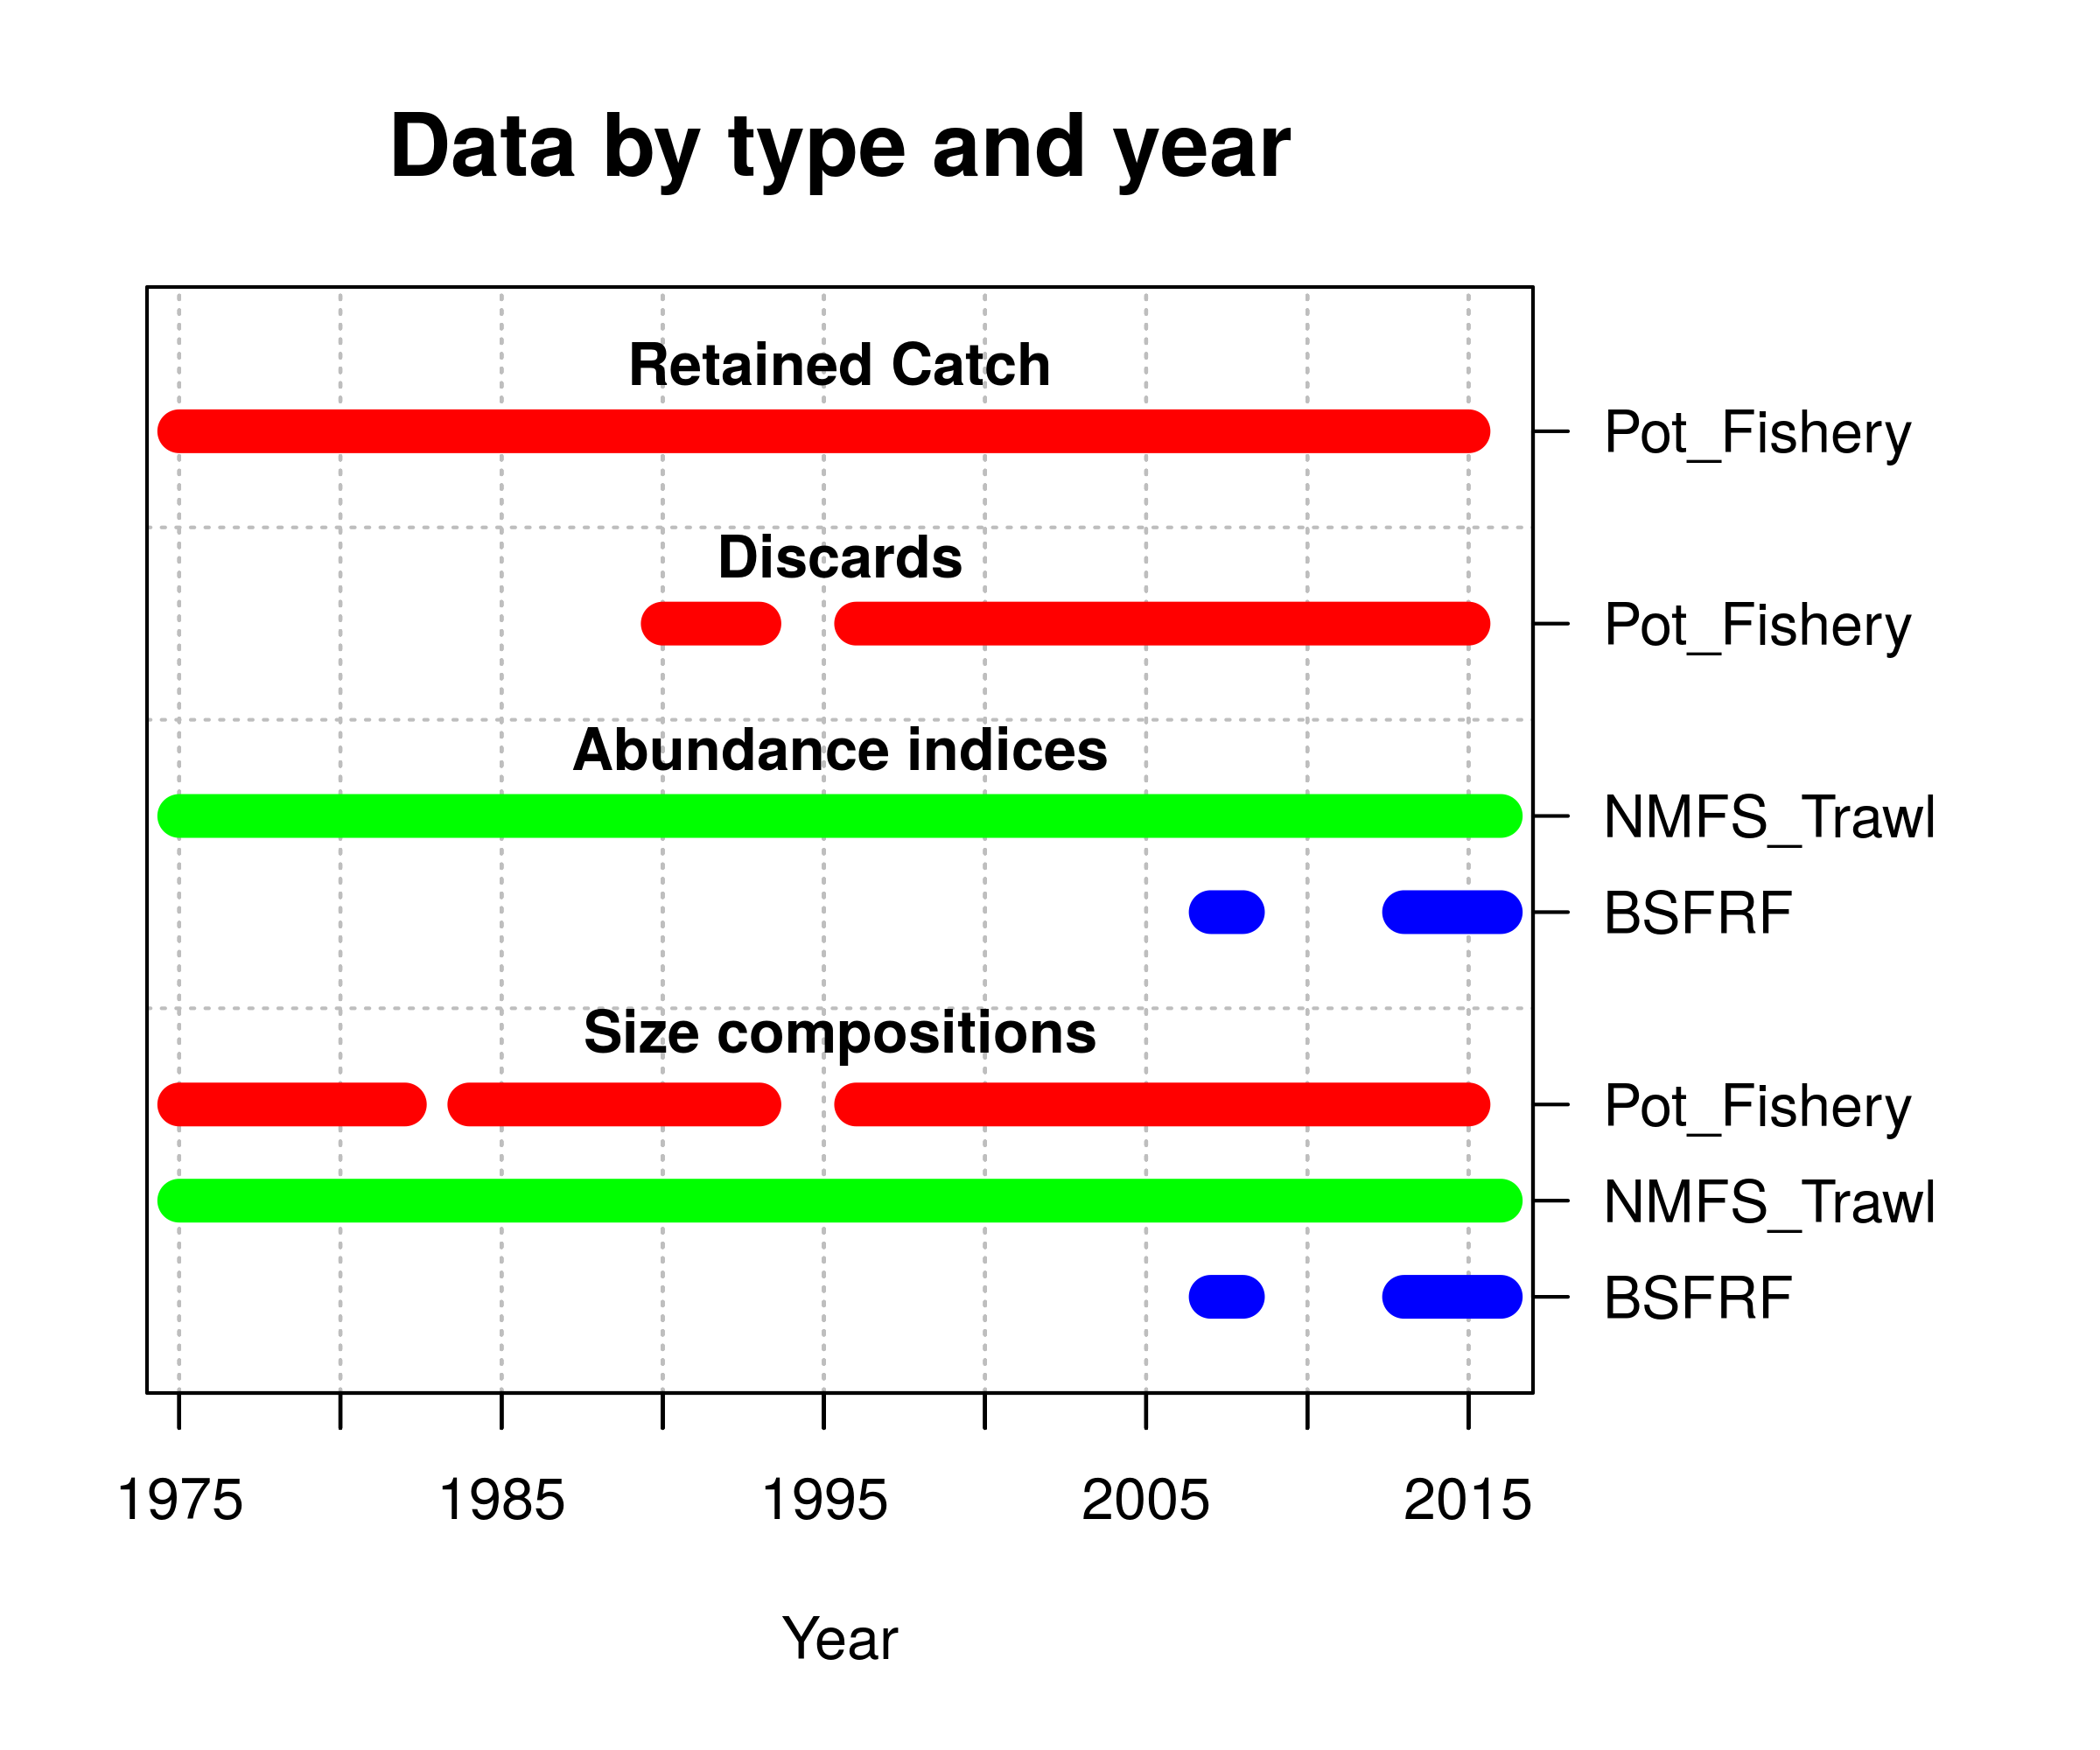 Data by type and year
Retained Catch
Pot_Fishery
Discards
Pot_Fishery
Abundance indices
NMFS_Trawl
BSFRF
Size compositions
Pot_Fishery
NMFS_Trawl
BSFRF
1975 1985 1995 2005 2015
Year